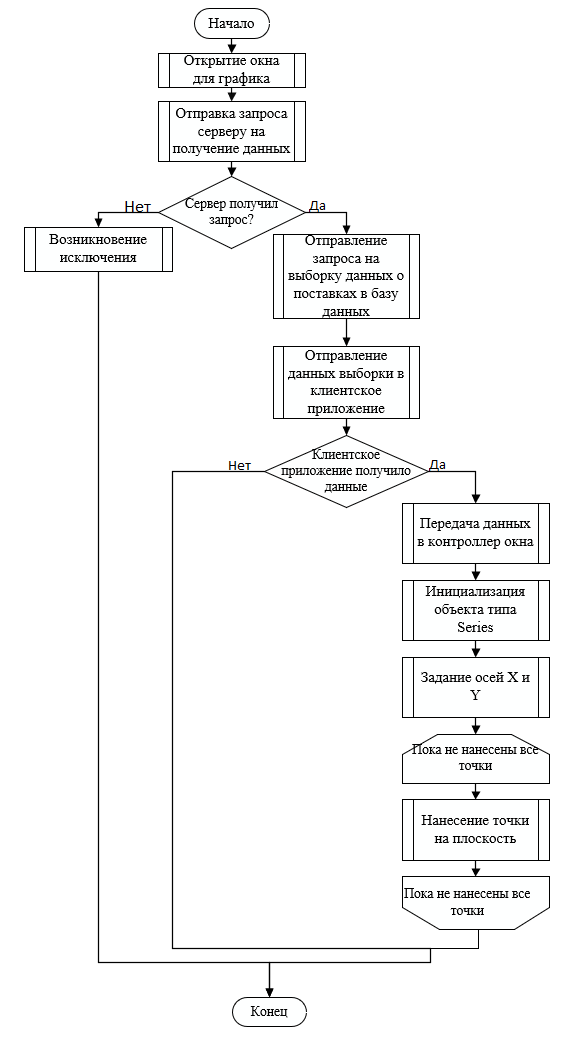 Начало
Открытие окна
для графика
Отправка запроса
серверу на
получение данных
Сервер получил
запрос?
Нет
Да
Возникновение
исключения
Отправление
запроса на
выборку данных о
поставках в базу
данных
Отправление
данных выборки в
клиентское
приложение
Клиентское
приложение получило
данные
Нет
Да
Передача данных
в контроллер окна
Инициализация
объекта типа
Series
Задание осей X и
Y
Пока не нанесены все
точки
Нанесение точки
на плоскость
Пока не нанесены все
точки
Конец